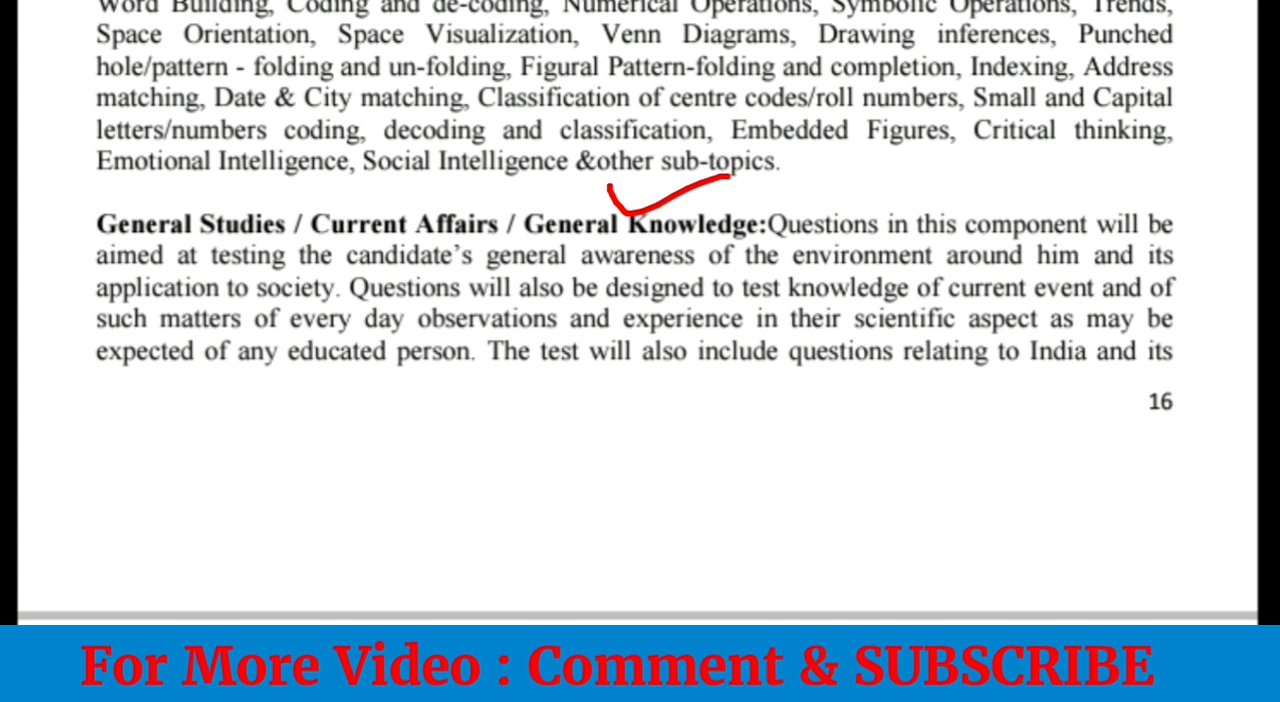 Word Building, Coding and de-coding, Numerical Operations, Symbolic Operations, Trends,
Space Orientation, Space Visualization, Venn Diagrams, Drawing inferences, Punched
hole/pattern - folding and un-folding, Figural Pattern-folding and completion, Indexing, Address
matching, Date & City matching, Classification of centre codes/roll numbers, Small and Capital
letters/numbers coding, decoding and classification, Embedded Figures, Critical thinking,
Emotional Intelligence, Social Intelligence &other sub-topics.
General Studies / Current Affairs / General Knowledge:Questions in this component will be
aimed at testing the candidate's general awareness of the environment around him and its
application to society. Questions will also be designed to test knowledge of current event and of
such matters of every day observations and experience in their scientific aspect as may be
expected of any educated person. The test will also include questions relating to India and its
16
For More Video : Comment & SUBSCRIBE